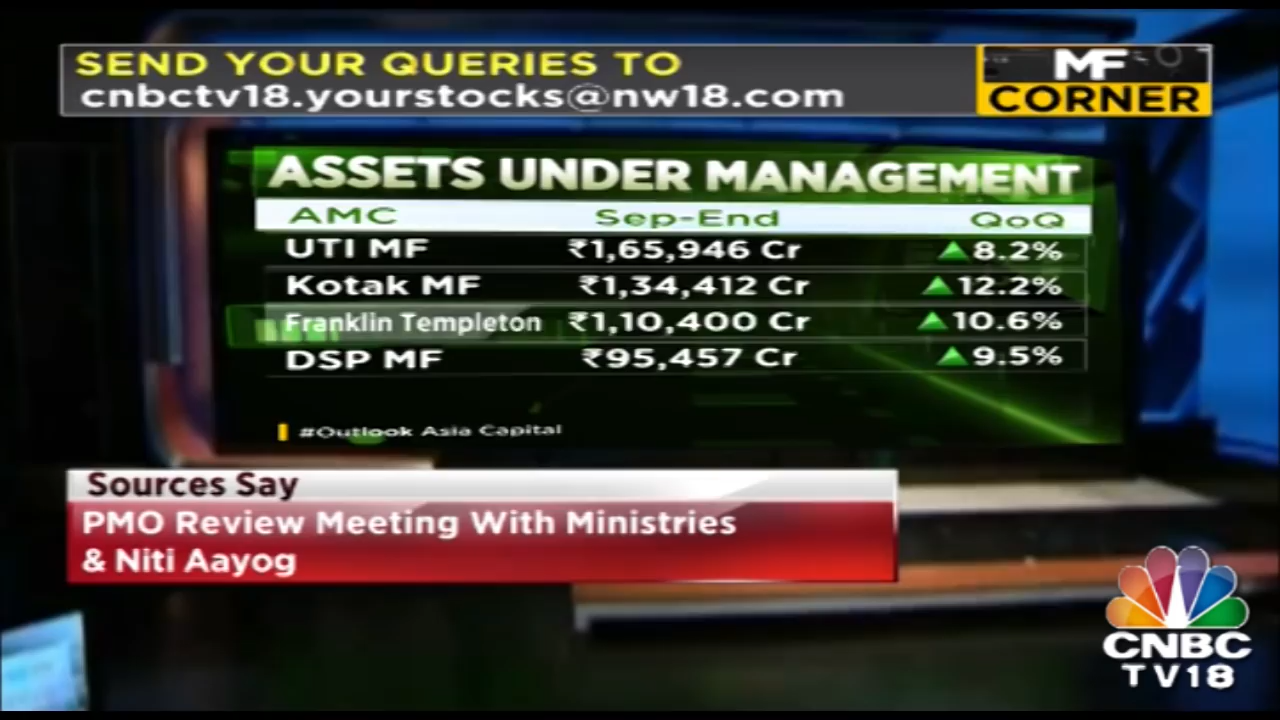 SEND YOUR QUERIES TO
cnbctv18.yourstocks@nw18.com
MF
CORNER
ASSETS UNDER MANAGEMENT
AMC Sep-End QoQ
UTI MF ₹1,65,946 Cr ▲8.2%
Kotak MF ₹1,34,412 Cr ▲12.2%
Franklin Templeton ₹1,10,400 Cr ▲10.6%
DSP MF ₹95,457 Cr ▲9.5%
#Outlook Asia Capital
Sources Say
PMO Review Meeting With Ministries
& Niti Aayog
CNBC
TV18